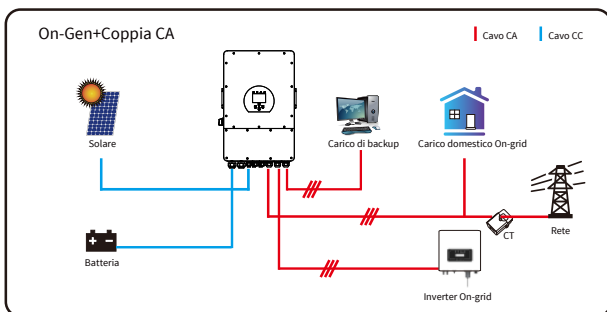 On-Gen+Coppia CA
Cavo CA
Cavo CC
Solare
Carico di backup
Carico domestico On-grid
CT
Rete
Batteria
Inverter On-grid